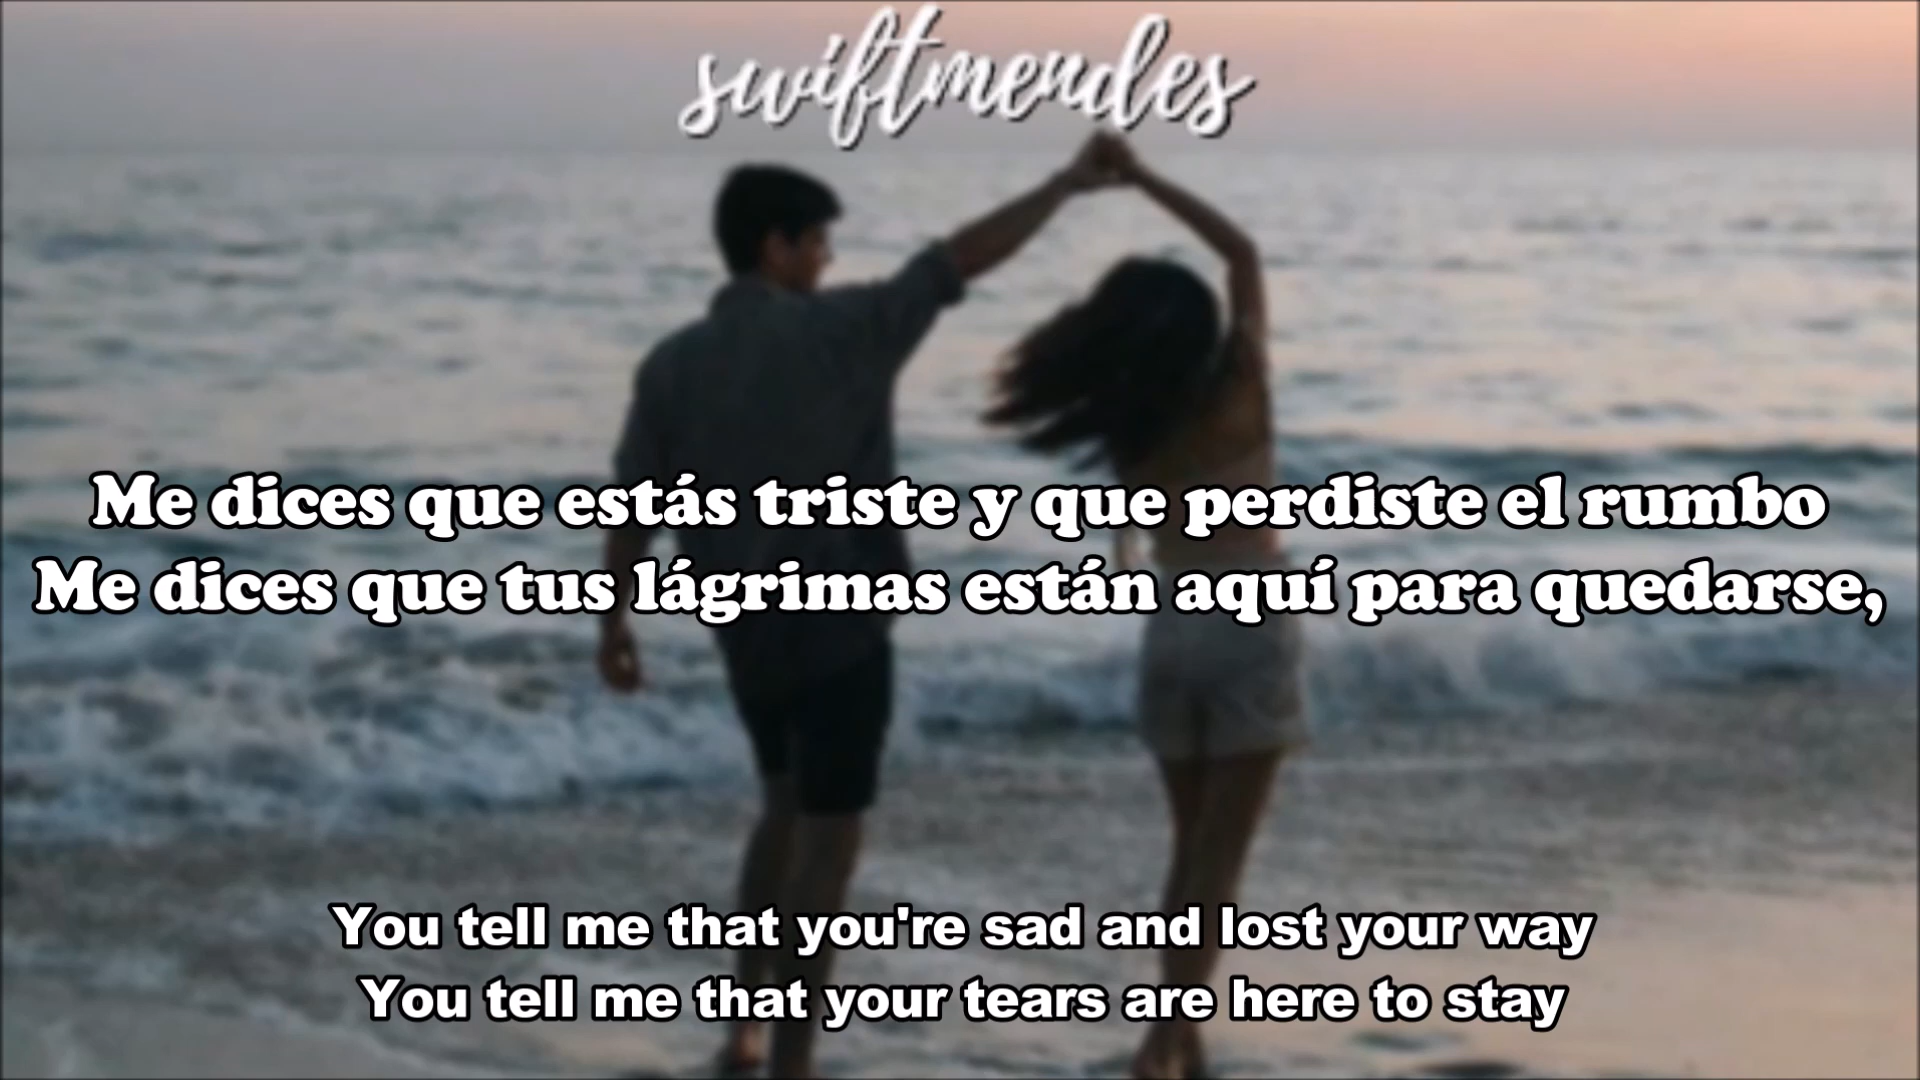 swiftmendes
Me dices que estás triste y que perdiste el rumbo
Me dices que tus lágrimas están aquí para quedarse,
You tell me that you're sad and lost your way
You tell me that your tears are here to stay